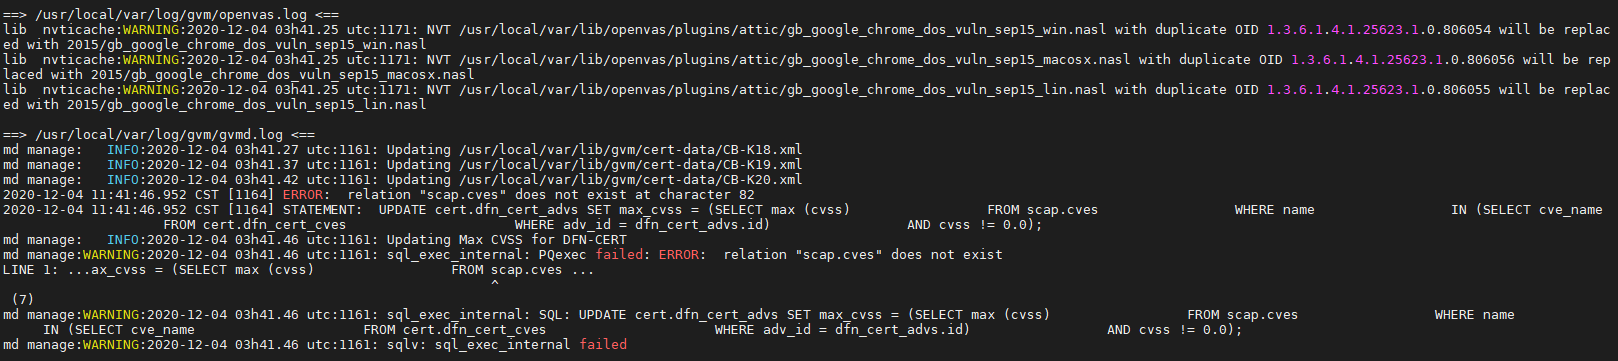 ==> /usr/local/var/log/gvm/openvas.log <==
lib  nvticache:WARNING:2020-12-04 03h41.25 utc:1171: NVT /usr/local/var/lib/openvas/plugins/attic/gb_google_chrome_dos_vuln_sep15_win.nasl with duplicate OID 1.3.6.1.4.1.25623.1.0.806054 will be replac
ed with 2015/gb_google_chrome_dos_vuln_sep15_win.nasl
lib  nvticache:WARNING:2020-12-04 03h41.25 utc:1171: NVT /usr/local/var/lib/openvas/plugins/attic/gb_google_chrome_dos_vuln_sep15_macosx.nasl with duplicate OID 1.3.6.1.4.1.25623.1.0.806056 will be rep
laced with 2015/gb_google_chrome_dos_vuln_sep15_macosx.nasl
lib  nvticache:WARNING:2020-12-04 03h41.25 utc:1171: NVT /usr/local/var/lib/openvas/plugins/attic/gb_google_chrome_dos_vuln_sep15_lin.nasl with duplicate OID 1.3.6.1.4.1.25623.1.0.806055 will be replac
ed with 2015/gb_google_chrome_dos_vuln_sep15_lin.nasl

==> /usr/local/var/log/gvm/gvmd.log <==
md manage:   INFO:2020-12-04 03h41.27 utc:1161: Updating /usr/local/var/lib/gvm/cert-data/CB-K18.xml
md manage:   INFO:2020-12-04 03h41.37 utc:1161: Updating /usr/local/var/lib/gvm/cert-data/CB-K19.xml
md manage:   INFO:2020-12-04 03h41.42 utc:1161: Updating /usr/local/var/lib/gvm/cert-data/CB-K20.xml
2020-12-04 11:41:46.952 CST [1164] ERROR:  relation "scap.cves" does not exist at character 82
2020-12-04 11:41:46.952 CST [1164] STATEMENT:  UPDATE cert.dfn_cert_advs SET max_cvss = (SELECT max (cvss)                 FROM scap.cves                 WHERE name                 IN (SELECT cve_name
                    FROM cert.dfn_cert_cves                     WHERE adv_id = dfn_cert_advs.id)                 AND cvss != 0.0);
md manage:   INFO:2020-12-04 03h41.46 utc:1161: Updating Max CVSS for DFN-CERT
md manage:WARNING:2020-12-04 03h41.46 utc:1161: sql_exec_internal: PQexec failed: ERROR:  relation "scap.cves" does not exist
LINE 1: ...ax_cvss = (SELECT max (cvss)                 FROM scap.cves ...
                                                             ^
 (7)
md manage:WARNING:2020-12-04 03h41.46 utc:1161: sql_exec_internal: SQL: UPDATE cert.dfn_cert_advs SET max_cvss = (SELECT max (cvss)                 FROM scap.cves                 WHERE name
     IN (SELECT cve_name                     FROM cert.dfn_cert_cves                     WHERE adv_id = dfn_cert_advs.id)                 AND cvss != 0.0);
md manage:WARNING:2020-12-04 03h41.46 utc:1161: sqlv: sql_exec_internal failed